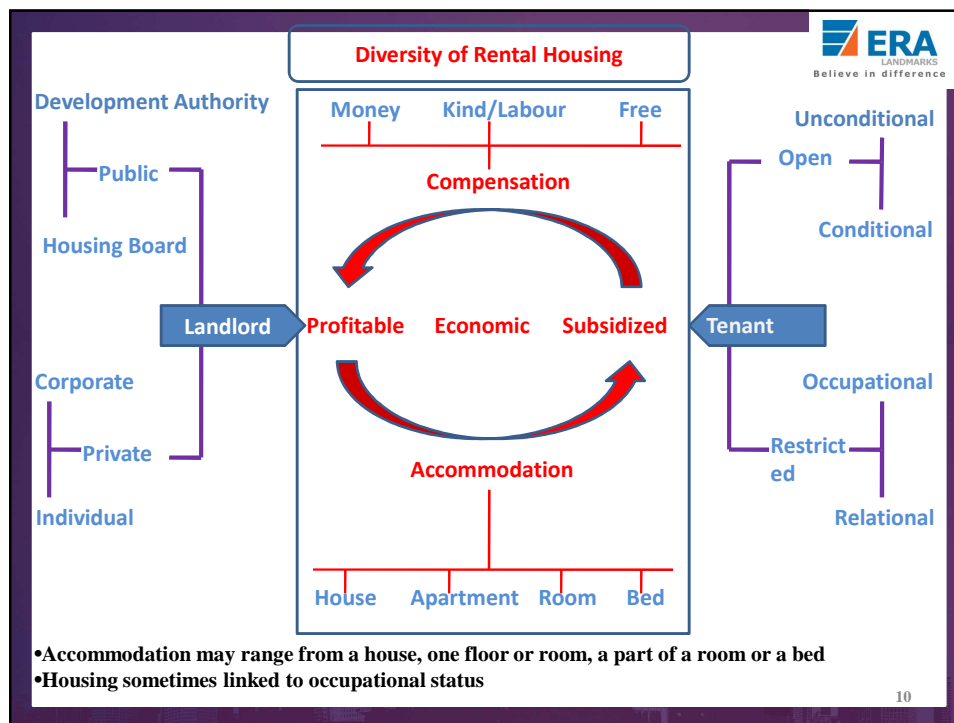 Diversity of Rental Housing
ERA
LANDMARKS
Believe in difference
Development Authority
Public
Housing Board
Landlord
Corporate
Private
Individual
Money Kind/Labour Free
Compensation
Profitable Economic Subsidized
Accommodation
House Apartment Room Bed
Unconditional
Open
Conditional
Tenant
Occupational
Restrict
ed
Relational
•Accommodation may range from a house, one floor or room, a part of a room or a bed
•Housing sometimes linked to occupational status
10